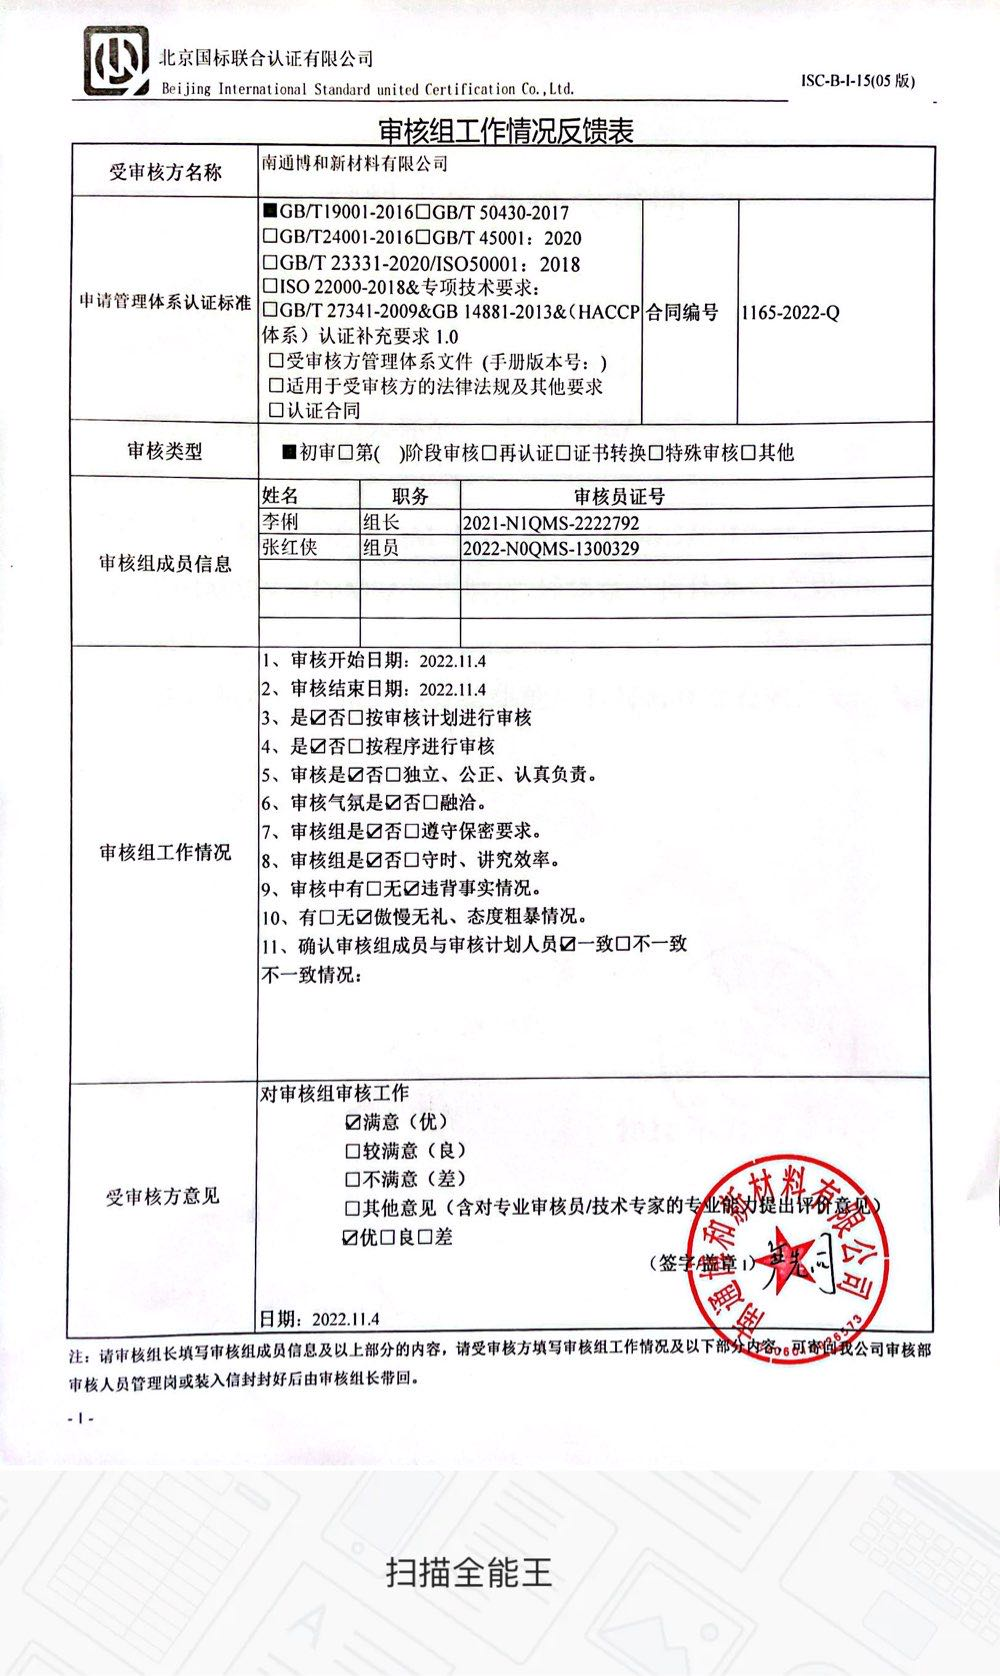 北京国标联合认证有限公司
Beijing International Standard united Certification Co.,Ltd.
ISC-B-I-15(05 版)
审核组工作情况反馈表
受审核方名称
南通博和新材料有限公司
申请管理体系认证标准
■GB/T19001-2016□GB/T 50430-2017
□GB/T24001-2016□GB/T 45001：2020
□GB/T 23331-2020/ISO50001：2018
□ISO 22000-2018&专项技术要求:
□GB/T 27341-2009&GB 14881-2013&（HACCP
体系）认证补充要求 1.0
□受审核方管理体系文件（手册版本号：）
□适用于受审核方的法律法规及其他要求
□认证合同
合同编号
1165-2022-Q
审核类型
■初审□第( )阶段审核□再认证□证书转换□特殊审核□其他
审核组成员信息
姓名 职务 审核员证号
李俐 组长 2021-N1QMS-2222792
张红侠 组员 2022-N0QMS-1300329
审核组工作情况
1、审核开始日期：2022.11.4
2、审核结束日期：2022.11.4
3、是☑否□按审核计划进行审核
4、是☑否□按程序进行审核
5、审核是☑否□独立、公正、认真负责。
6、审核气氛是☑否□融洽。
7、审核组是☑否□遵守保密要求。
8、审核组是☑否□守时、讲究效率。
9、审核中有□无☑违背事实情况。
10、有□无☑傲慢无礼、态度粗暴情况。
11、确认审核组成员与审核计划人员☑一致□不一致
不一致情况：
受审核方意见
对审核组审核工作
☑满意（优）
□较满意（良）
□不满意（差）
□其他意见（含对专业审核员/技术专家的专业能力提出评价意见）
☑优□良□差
（签字/盖章）
南通博和新材料有限公司
日期：2022.11.4
注：请审核组长填写审核组成员信息及以上部分的内容，请受审核方填写审核组工作情况及以下部分内容。可寄回我公司审核部
审核人员管理岗或装入信封封好后由审核组长带回。
- 1 -
扫描全能王